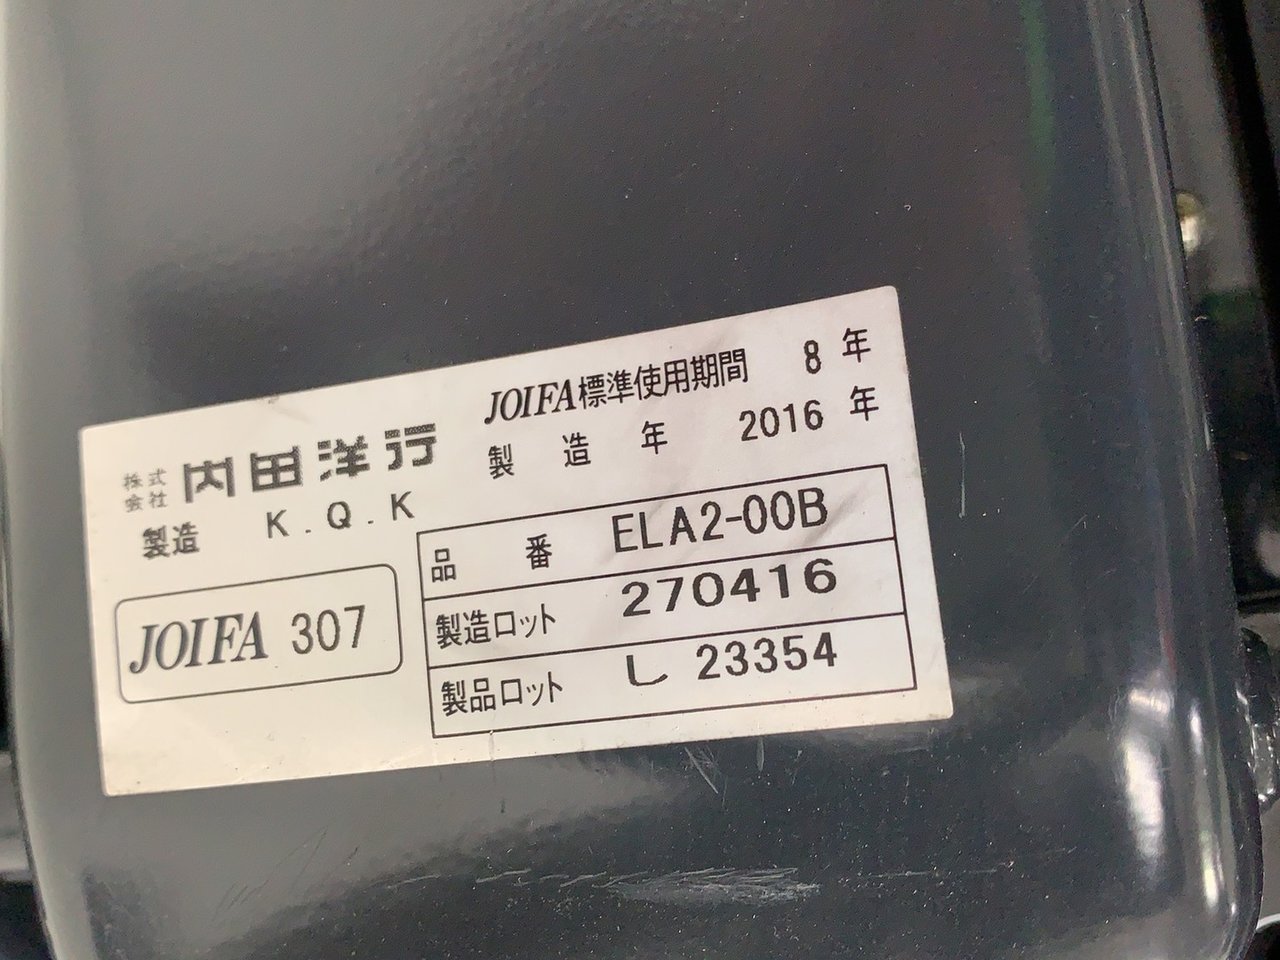 株式会社 内田洋行
製造 K.Q.K
JOIFA 307
JOIFA標準使用期間 8年
製造年 2016年
品番 ELA2-00B
製造ロット 270416
製品ロット し 23354